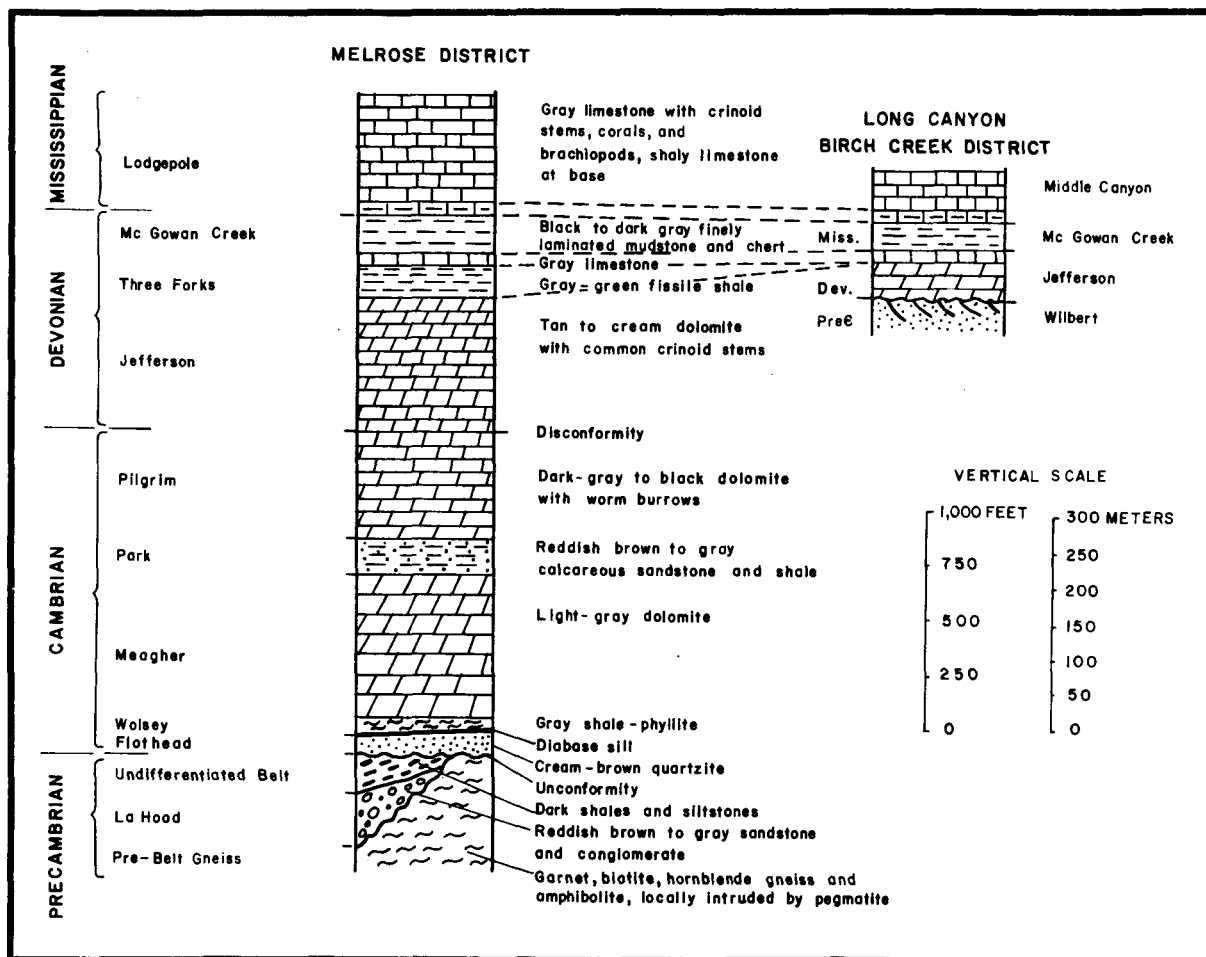 MELROSE DISTRICT
MISSISSIPPIAN
Lodgepole
Gray limestone with crinoid
stems, corals, and
brachiopods, shaly limestone
at base
DEVONIAN
Mc Gowan Creek
Black to dark gray finely
laminated mudstone and chert
Gray limestone
Three Forks
Gray-green fissile shale
Jefferson
Tan to cream dolomite
with common crinoid stems
CAMBRIAN
Disconformity
Pilgrim
Dark-gray to black dolomite
with worm burrows
Park
Reddish brown to gray
calcareous sandstone and shale
Light-gray dolomite
Meagher
Wolsey
Gray shale-phyllite
Flothead
Diabase sill
Cream-brown quartzite
PRECAMBRIAN
Unconformity
Undifferentiated Belt
Dark shales and siltstones
La Hood
Reddish brown to gray sandstone
and conglomerate
Pre-Belt Gneiss
Garnet, biotite, hornblende gneiss and
amphibolite, locally intruded by pegmatite
LONG CANYON
BIRCH CREEK DISTRICT
Middle Canyon
Miss.
Mc Gowan Creek
Jefferson
Dev.
Pre€
Wilbert
VERTICAL SCALE
1,000 FEET
750
500
250
0
300 METERS
250
200
150
100
50
0